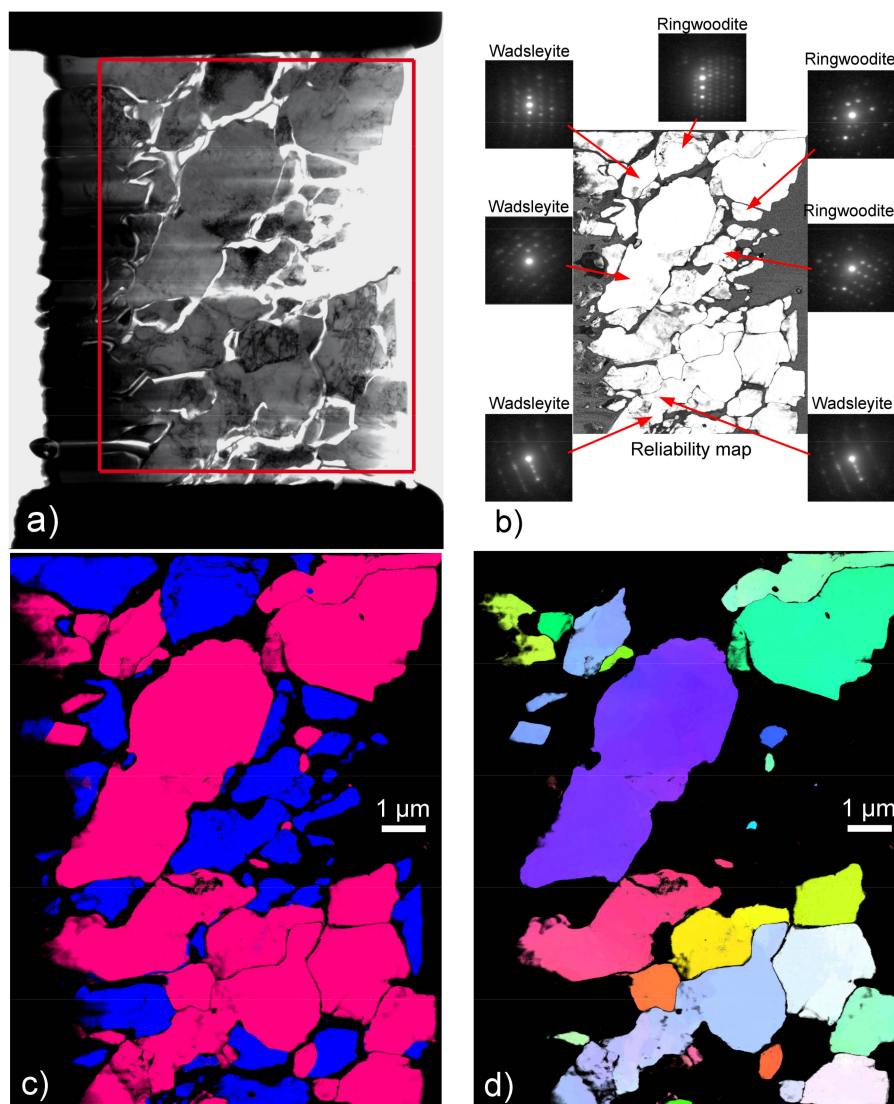 Ringwoodite
Wadsleyite
Ringwoodite
Wadsleyite
Ringwoodite
Wadsleyite
Wadsleyite
Reliability map
a)
b)
1 µm
1 µm
c)
d)